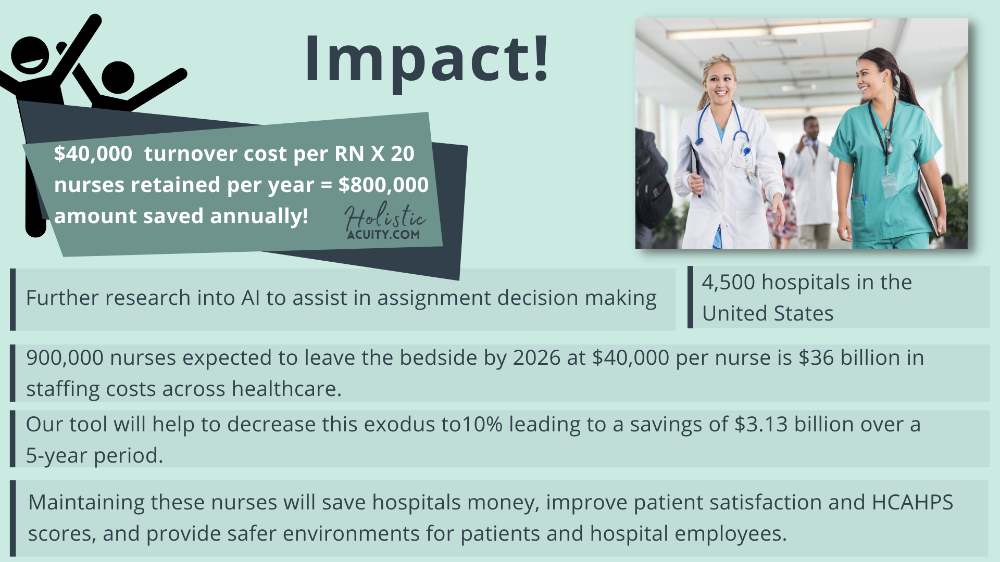 Impact!
$40,000  turnover cost per RN X 20
nurses retained per year = $800,000
amount saved annually!
Holistic
ACUITY.COM
Further research into AI to assist in assignment decision making
4,500 hospitals in the
United States
900,000 nurses expected to leave the bedside by 2026 at $40,000 per nurse is $36 billion in
staffing costs across healthcare.
Our tool will help to decrease this exodus to10% leading to a savings of $3.13 billion over a
5-year period.
Maintaining these nurses will save hospitals money, improve patient satisfaction and HCAHPS
scores, and provide safer environments for patients and hospital employees.